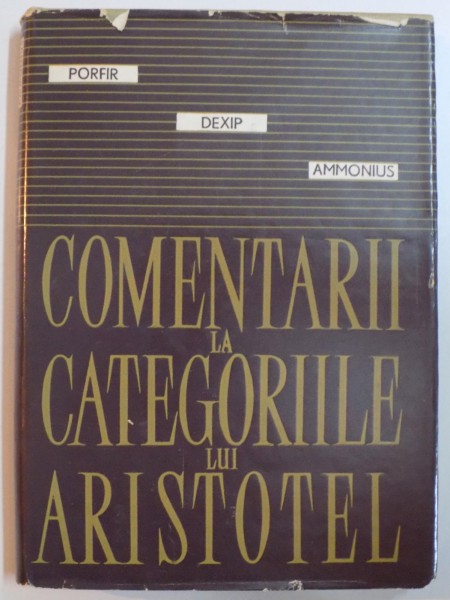 PORFIR
DEXIP
AMMONIUS
COMENTARII
LA
CATEGORIILE
LUI
ARISTOTEL